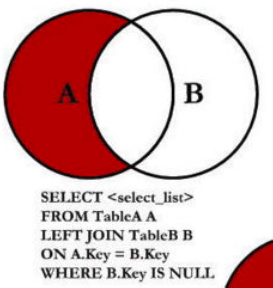 A
B
SELECT <select_list>
FROM TableA A
LEFT JOIN TableB B
ON A.Key = B.Key
WHERE B.Key IS NULL